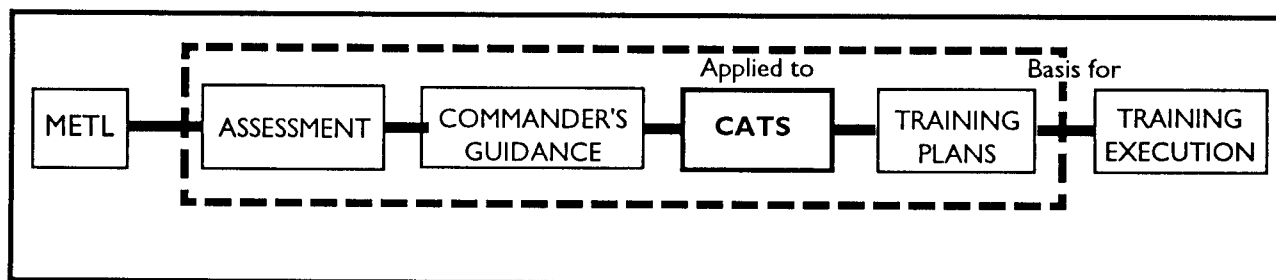 Applied to
Basis for
METL
ASSESSMENT
COMMANDER'S
GUIDANCE
CATS
TRAINING
PLANS
TRAINING
EXECUTION